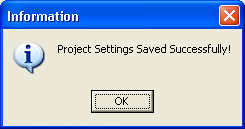 Information
Project Settings Saved Successfully!
OK